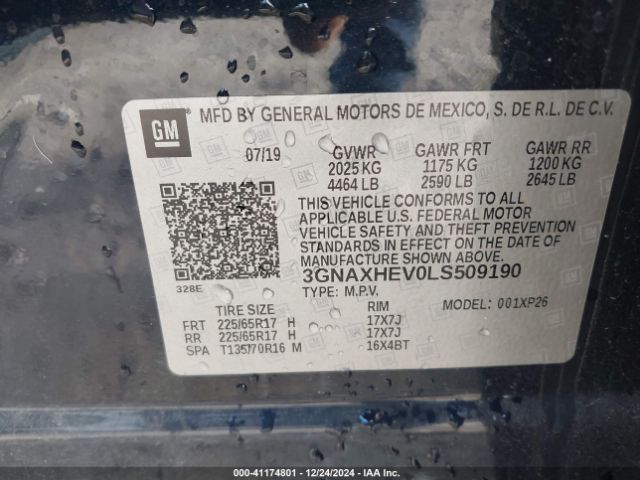 GM
MFD BY GENERAL MOTORS DE MEXICO, S. DE R.L. DE C.V.
07/19 GVWR GAWR FRT GAWR RR
2025 KG 1175 KG 1200 KG
4464 LB 2590 LB 2645 LB
THIS VEHICLE CONFORMS TO ALL
APPLICABLE U.S. FEDERAL MOTOR
VEHICLE SAFETY AND THEFT PREVENTION
STANDARDS IN EFFECT ON THE DATE OF
MANUFACTURE SHOWN ABOVE.
328E
3GNAXHEV0LS509190
TYPE: M.P.V.
TIRE SIZE RIM MODEL: 001XP26
FRT 225/65R17 H 17X7J
RR 225/65R17 H 17X7J
SPA T135/70R16 M 16X4BT
000-41174801 - 12/24/2024 - IAA Inc.